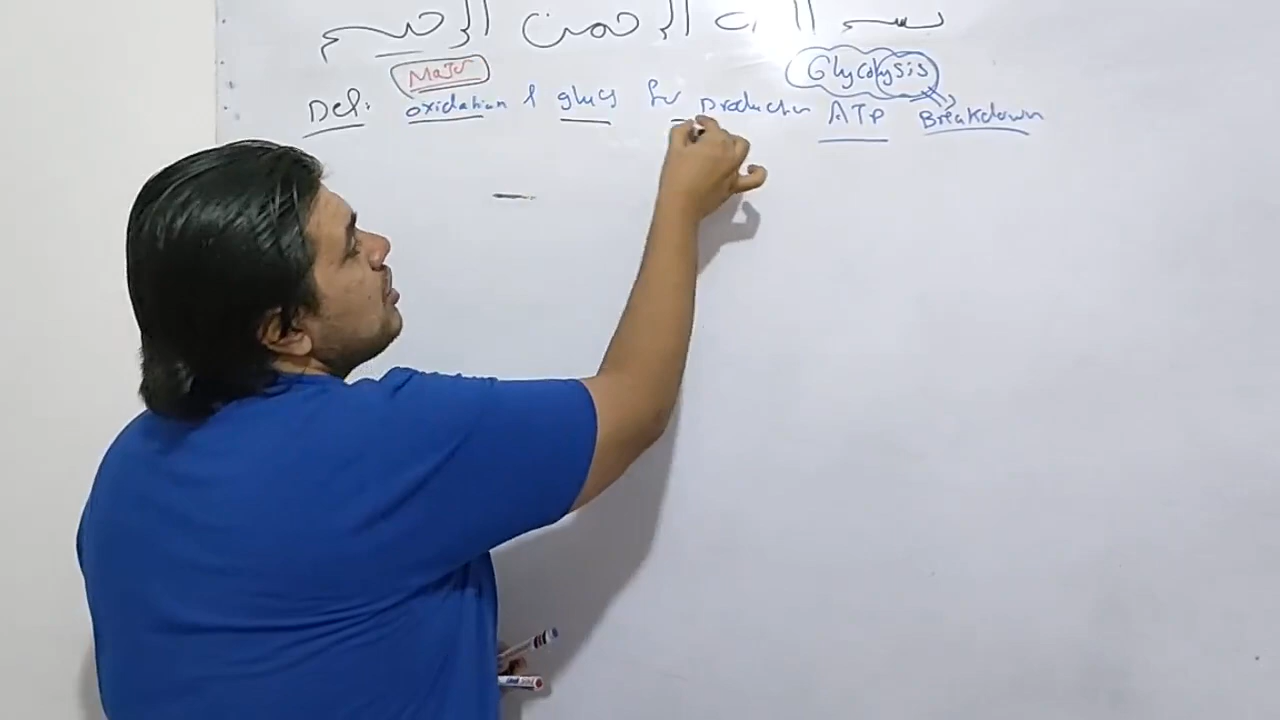 بسم الله الرحمن الرحيم
Glycolysis
Major
Def: oxidation of gluc for production ATP Breakdown